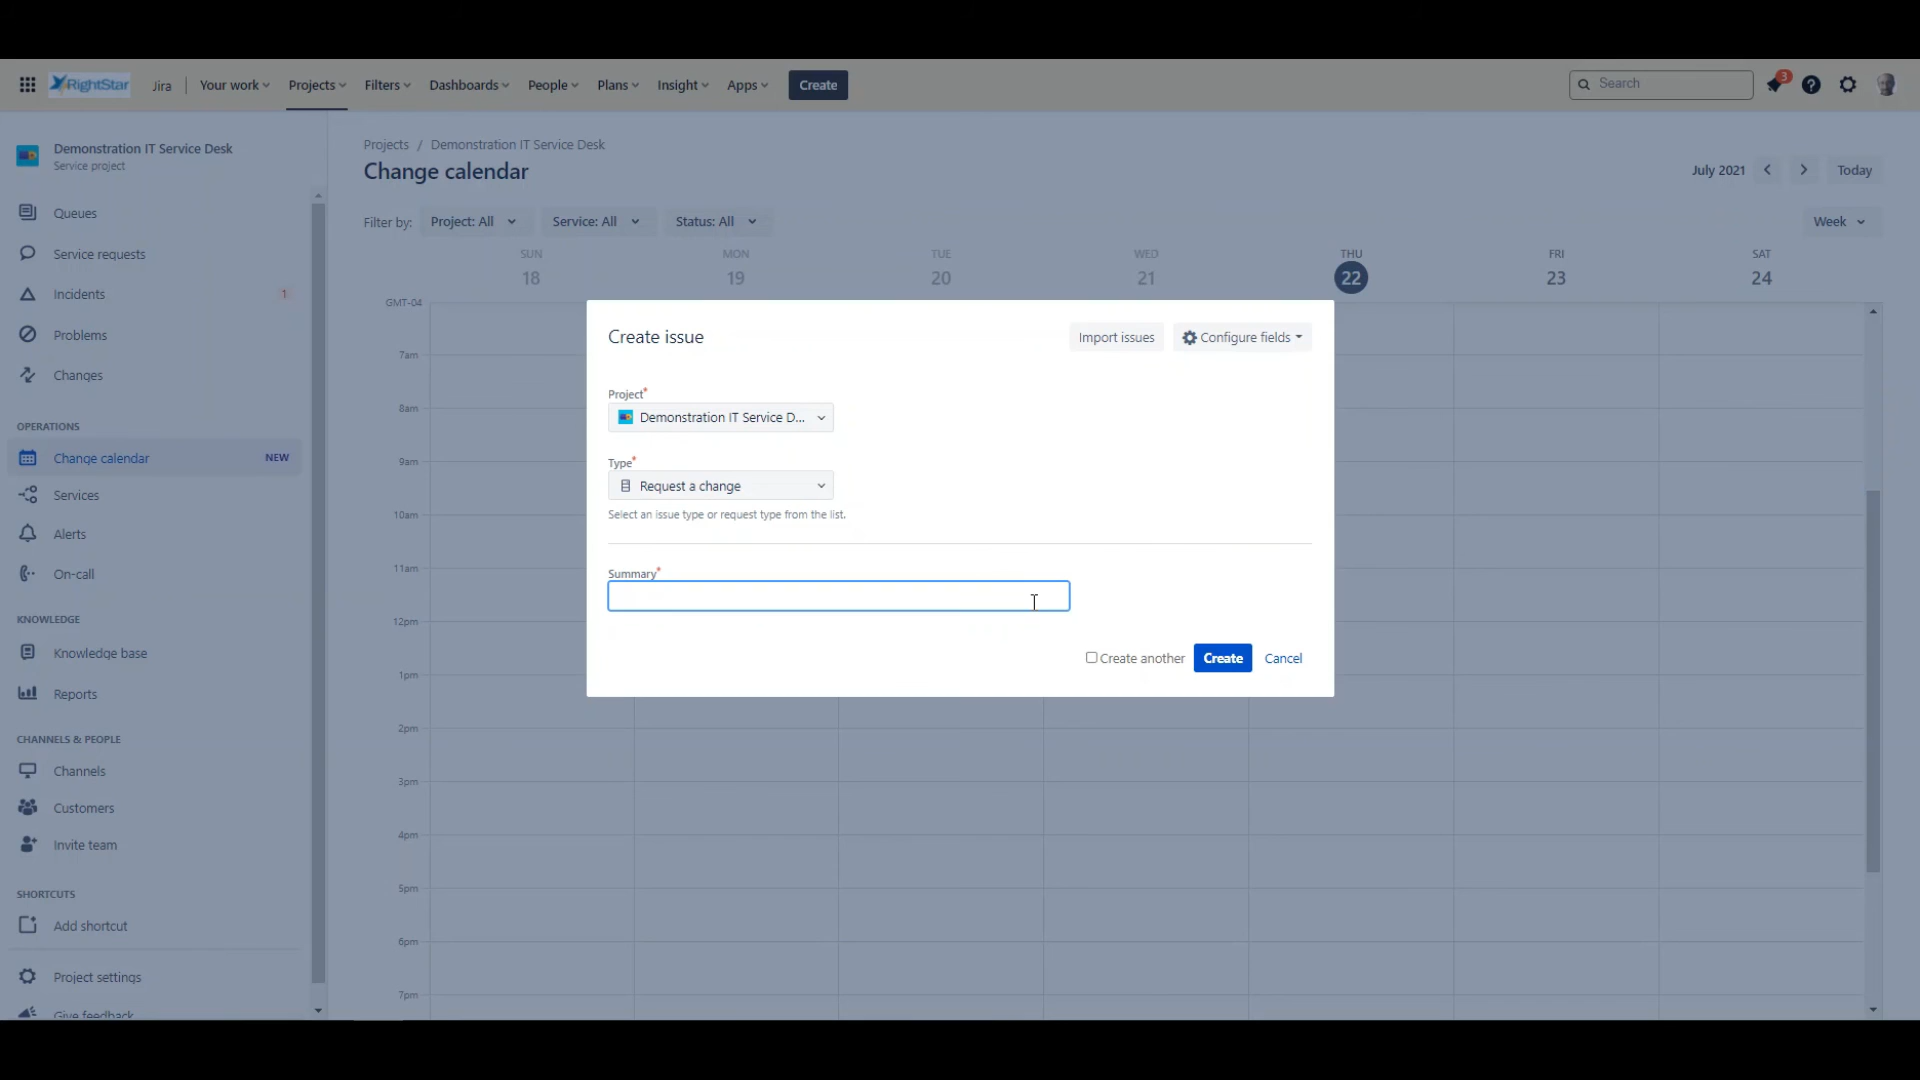 RightStar Jira Your work Projects Filters Dashboards People Plans Insight Apps Create Search 3
Demonstration IT Service Desk
Service project
Queues
Service requests
Incidents 1
Problems
Changes
OPERATIONS
Change calendar NEW
Services
Alerts
On-call
KNOWLEDGE
Knowledge base
Reports
CHANNELS & PEOPLE
Channels
Customers
Invite team
SHORTCUTS
Add shortcut
Project settings
Give feedback
Projects / Demonstration IT Service Desk
Change calendar
July 2021 Today
Filter by: Project: All Service: All Status: All Week
SUN MON TUE WED THU FRI SAT
18 19 20 21 22 23 24
GMT-04
7am
8am
9am
10am
11am
12pm
1pm
2pm
3pm
4pm
5pm
6pm
7pm
Create issue Import issues Configure fields
Project*
Demonstration IT Service D...
Type*
Request a change
Select an issue type or request type from the list.
Summary*
Create another Create Cancel